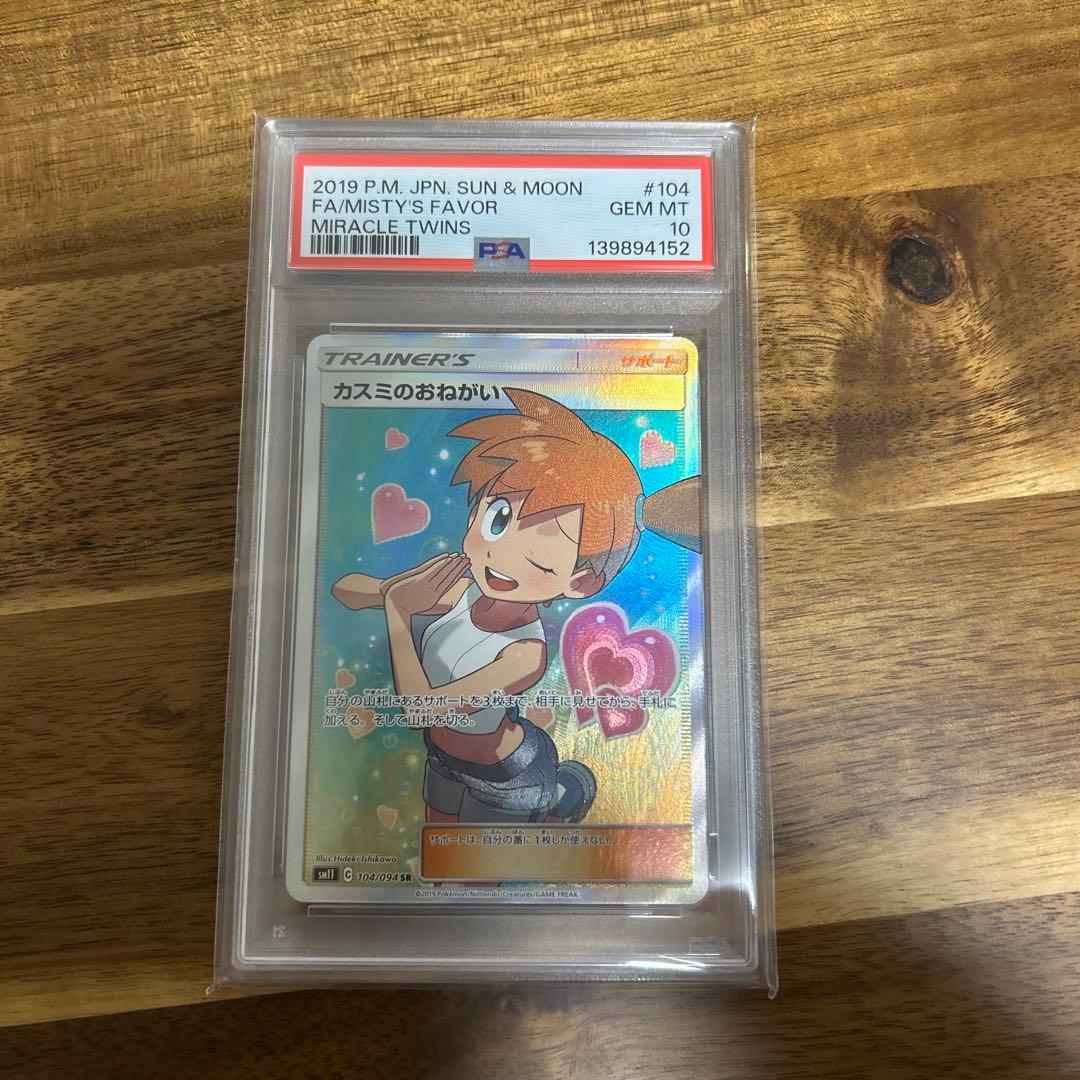 2019 P.M. JPN. SUN & MOON #104
FA/MISTY'S FAVOR GEM MT
MIRACLE TWINS 10
PSA 139894152
TRAINER'S サポート
カスミのおねがい
自分の山札にあるサポートを3枚まで、相手に見せてから、手札に
加える。そして山札を切る。
サポートは、自分の番に1枚しか使えない。
Illus. Hideki Ishikawa
SM11 C 104/094 SR
©2019 Pokémon/Nintendo/Creatures/GAME FREAK.